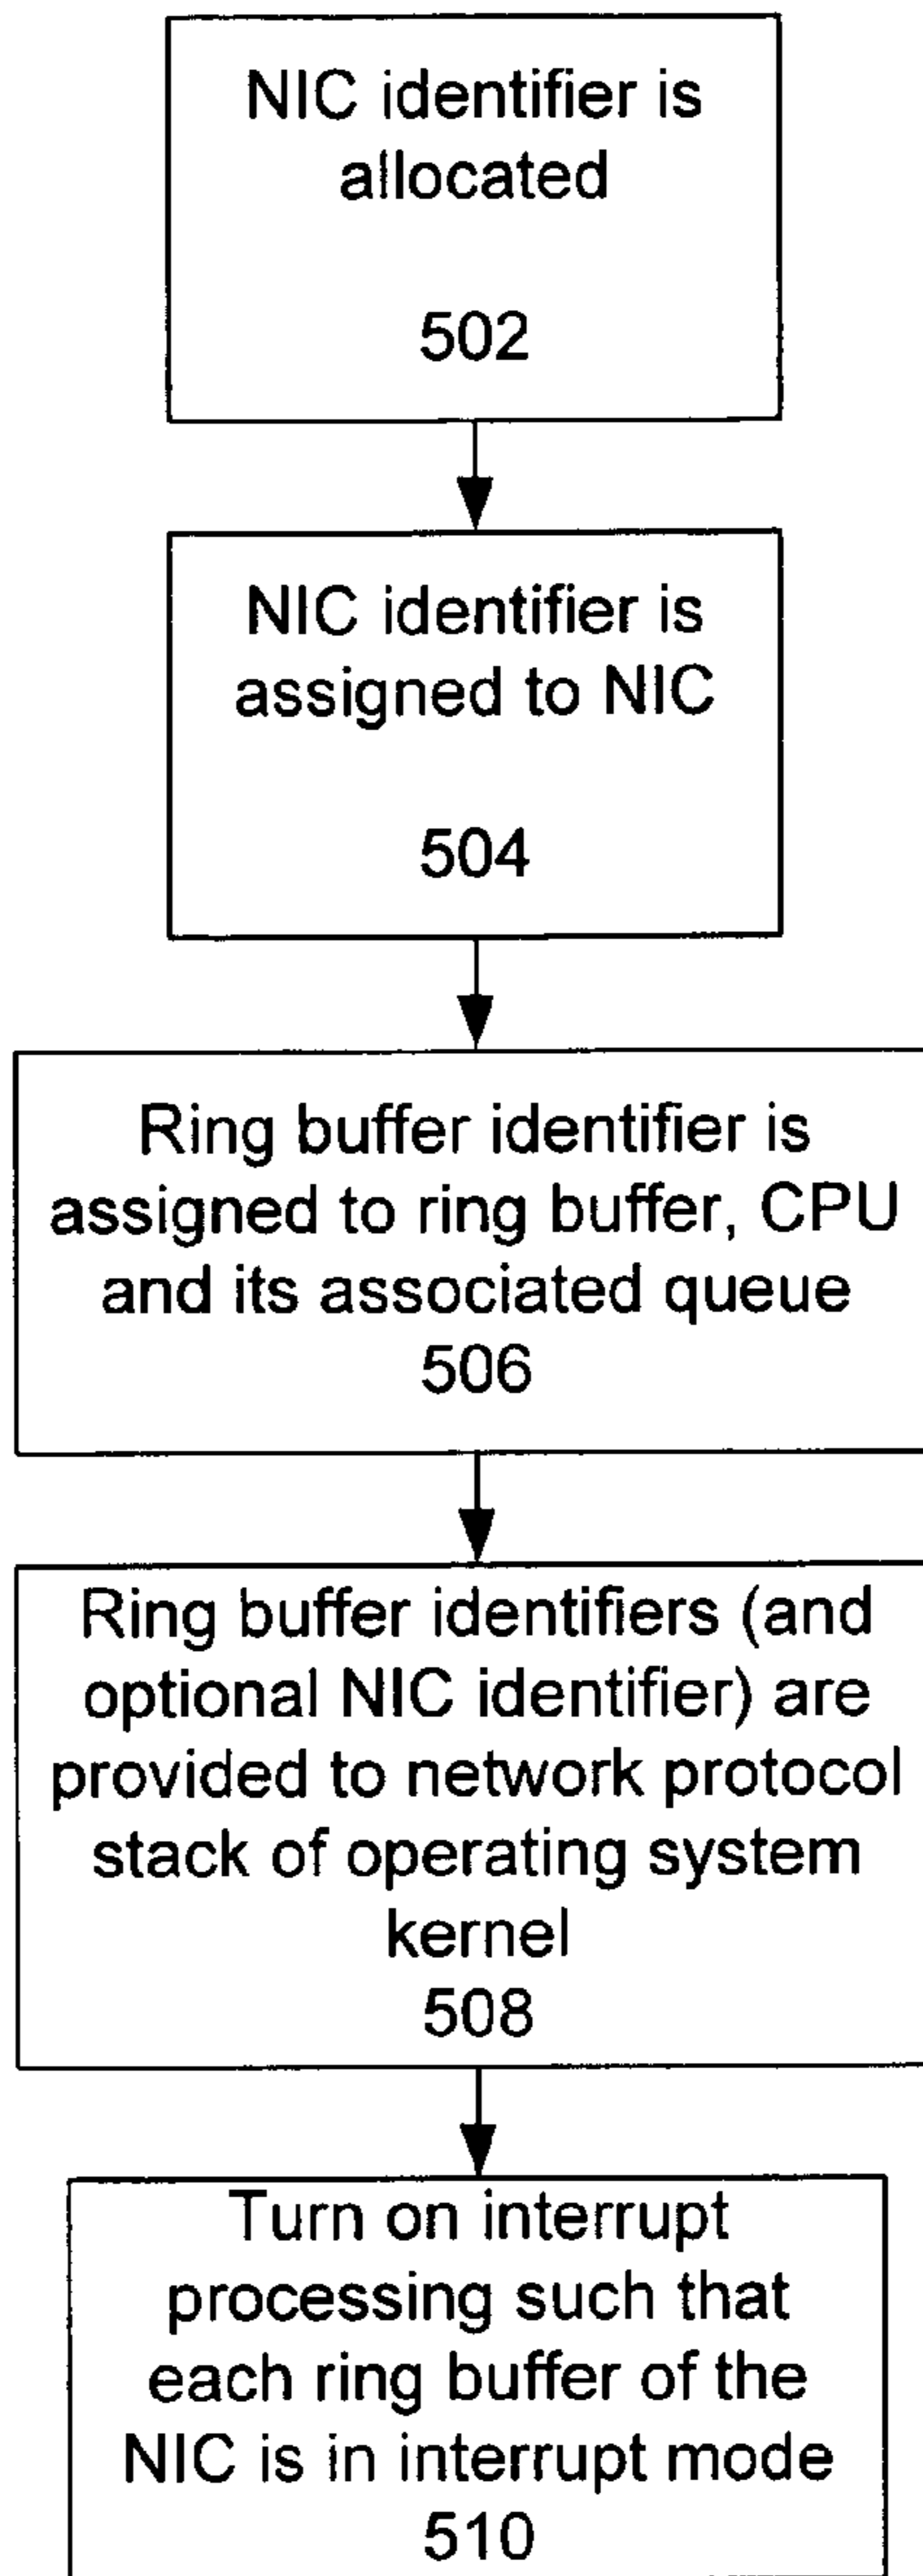 NIC identifier is
allocated
502
NIC identifier is
assigned to NIC
504
Ring buffer identifier is
assigned to ring buffer, CPU
and its associated queue
506
Ring buffer identifiers (and
optional NIC identifier) are
provided to network protocol
stack of operating system
kernel
508
Turn on interrupt
processing such that
each ring buffer of the
NIC is in interrupt mode
510